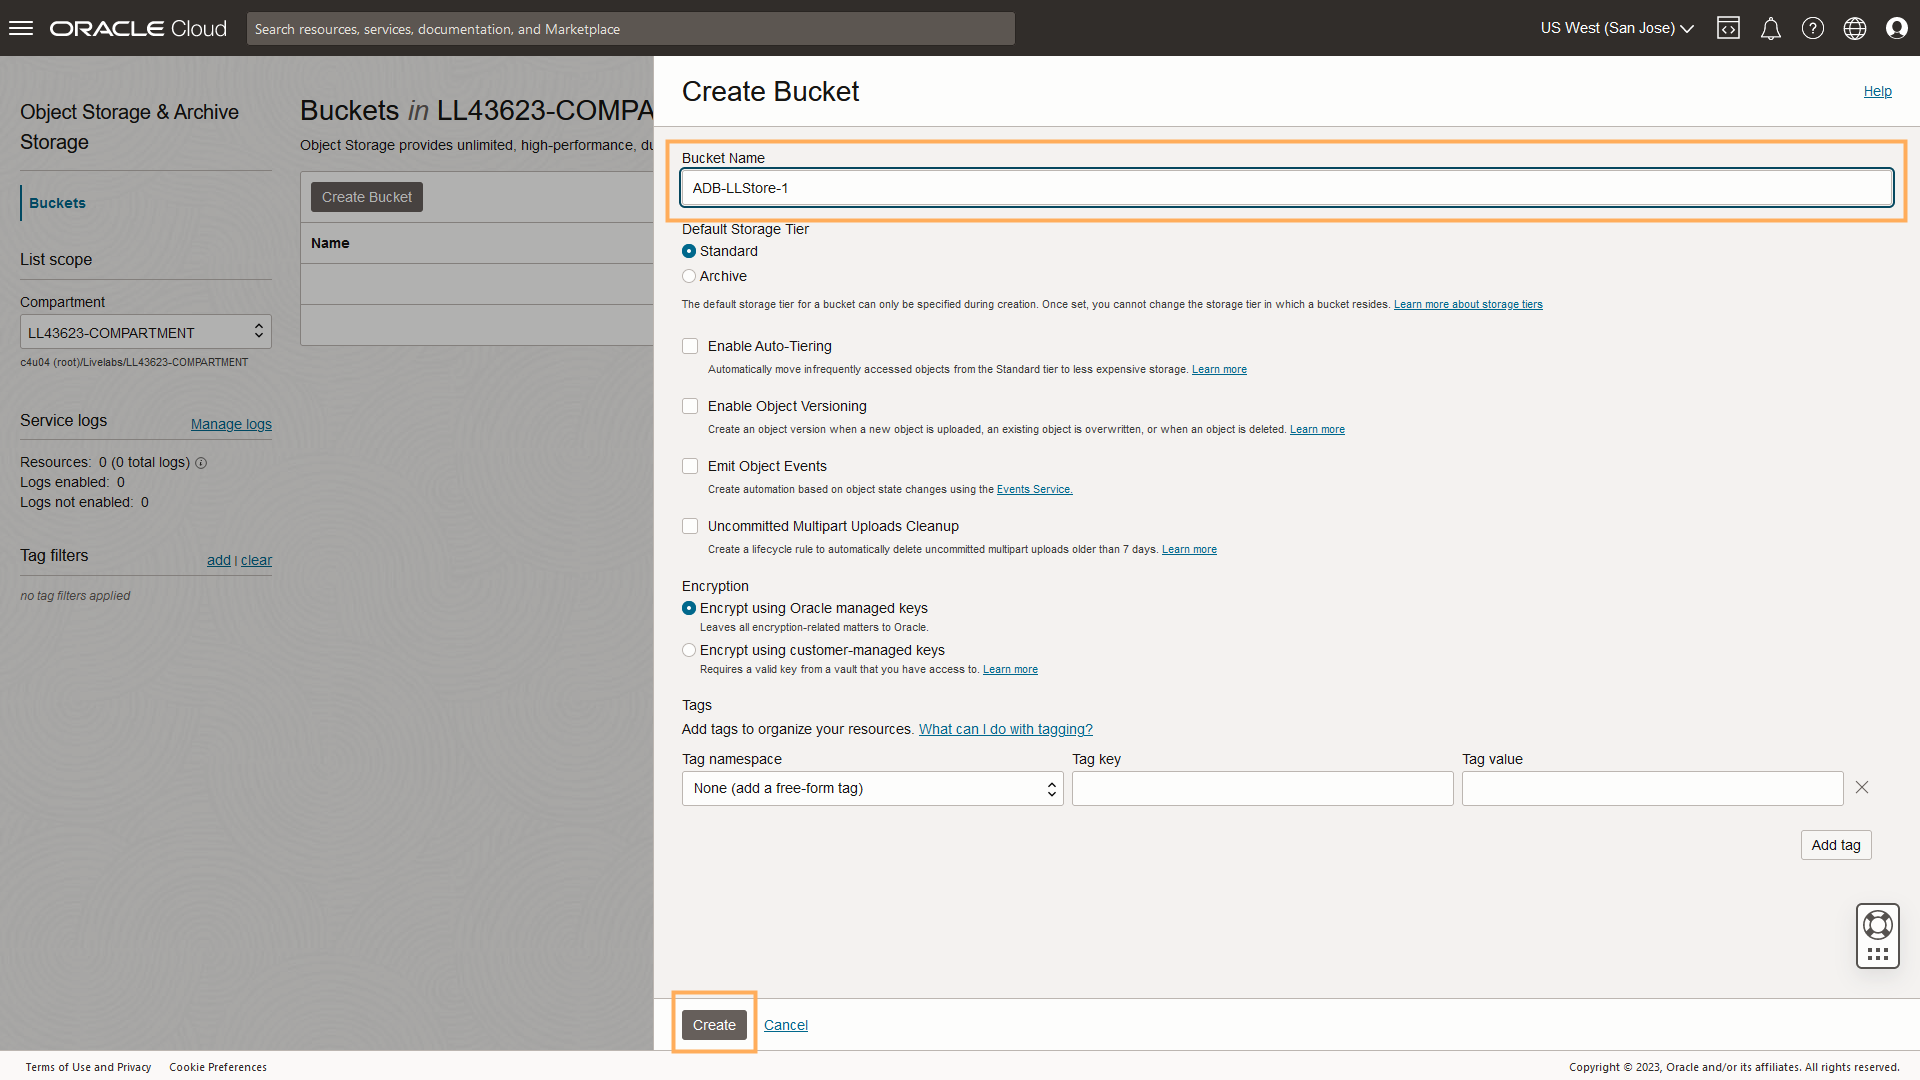 ORACLE Cloud
Search resources, services, documentation, and Marketplace
US West (San Jose)
Object Storage & Archive
Storage
Buckets
List scope
Compartment
LL43623-COMPARTMENT
c4u04 (root)/Livelabs/LL43623-COMPARTMENT
Service logs
Manage logs
Resources: 0 (0 total logs)
Logs enabled: 0
Logs not enabled: 0
Tag filters
add | clear
no tag filters applied
Buckets in LL43623-COMPA
Object Storage provides unlimited, high-performance, du
Create Bucket
Name
Create Bucket
Help
Bucket Name
ADB-LLStore-1
Default Storage Tier
Standard
Archive
The default storage tier for a bucket can only be specified during creation. Once set, you cannot change the storage tier in which a bucket resides. Learn more about storage tiers
Enable Auto-Tiering
Automatically move infrequently accessed objects from the Standard tier to less expensive storage. Learn more
Enable Object Versioning
Create an object version when a new object is uploaded, an existing object is overwritten, or when an object is deleted. Learn more
Emit Object Events
Create automation based on object state changes using the Events Service.
Uncommitted Multipart Uploads Cleanup
Create a lifecycle rule to automatically delete uncommitted multipart uploads older than 7 days. Learn more
Encryption
Encrypt using Oracle managed keys
Leaves all encryption-related matters to Oracle.
Encrypt using customer-managed keys
Requires a valid key from a vault that you have access to. Learn more
Tags
Add tags to organize your resources. What can I do with tagging?
Tag namespace
Tag key
Tag value
None (add a free-form tag)
Add tag
Create
Cancel
Terms of Use and Privacy
Cookie Preferences
Copyright © 2023, Oracle and/or its affiliates. All rights reserved.